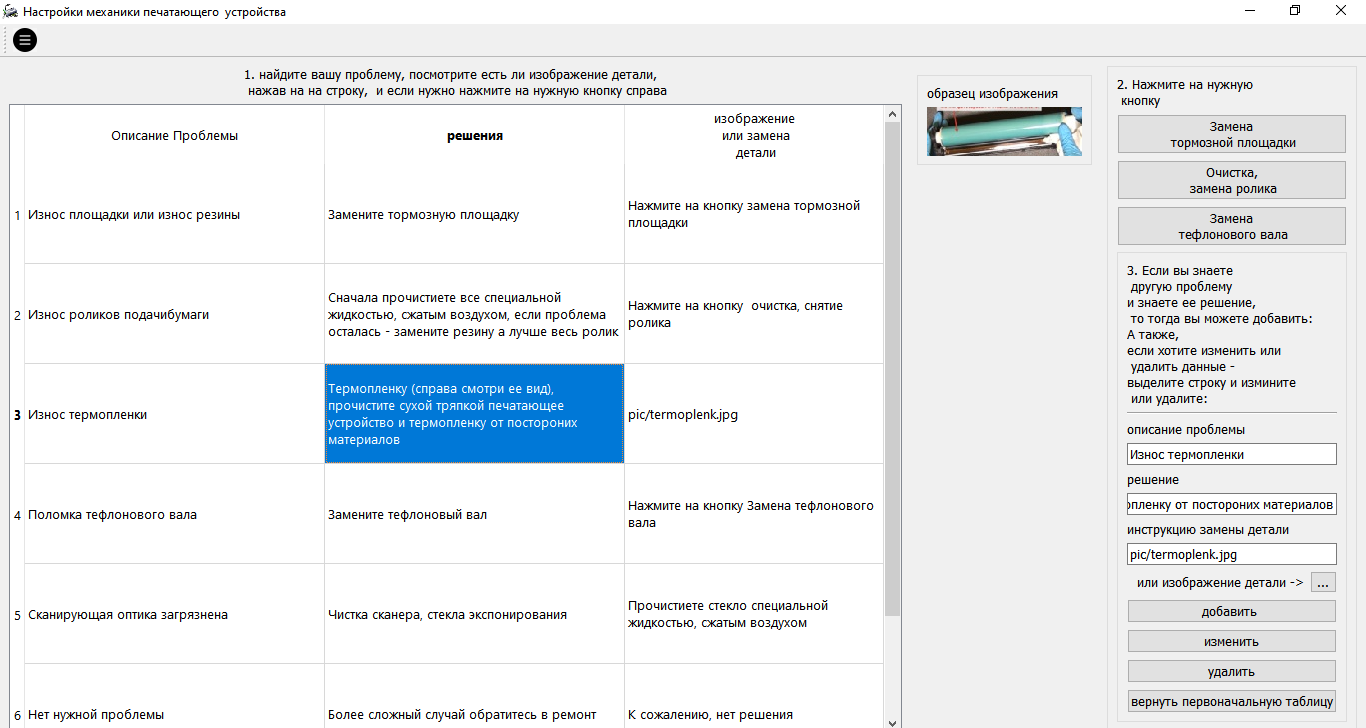 Настройки механики печатающего устройства
1. найдите вашу проблему, посмотрите есть ли изображение детали,
нажав на на строку, и если нужно нажмите на нужную кнопку справа
Описание Проблемы
решения
изображение
или замена
детали
1
Износ площадки или износ резины
Замените тормозную площадку
Нажмите на кнопку замена тормозной
площадки
2
Износ роликов подачибумаги
Сначала прочистиете все специальной
жидкостью, сжатым воздухом, если проблема
осталась - замените резину а лучше весь ролик
Нажмите на кнопку очистка, снятие
ролика
3
Износ термопленки
Термопленку (справа смотри ее вид),
прочистите сухой тряпкой печатающее
устройство и термопленку от постороних
материалов
pic/termoplenk.jpg
4
Поломка тефлонового вала
Замените тефлоновый вал
Нажмите на кнопку Замена тефлонового
вала
5
Сканирующая оптика загрязнена
Чистка сканера, стекла экспонирования
Прочистиете стекло специальной
жидкостью, сжатым воздухом
6
Нет нужной проблемы
Более сложный случай обратитесь в ремонт
К сожалению, нет решения
образец изображения
2. Нажмите на нужную
кнопку
Замена
тормозной площадки
Очистка,
замена ролика
Замена
тефлонового вала
3. Если вы знаете
другую проблему
и знаете ее решение,
то тогда вы можете добавить:
А также,
если хотите изменить или
удалить данные -
выделите строку и измините
или удалите:
описание проблемы
Износ термопленки
решение
опленку от постороних материалов
инструкцию замены детали
pic/termoplenk.jpg
или изображение детали -> ...
добавить
изменить
удалить
вернуть первоначальную таблицу